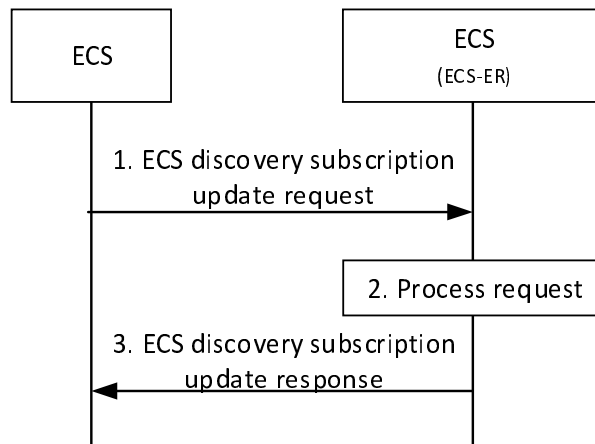 ECS
ECS
(ECS-ER)
1. ECS discovery subscription
update request
2. Process request
3. ECS discovery subscription
update response